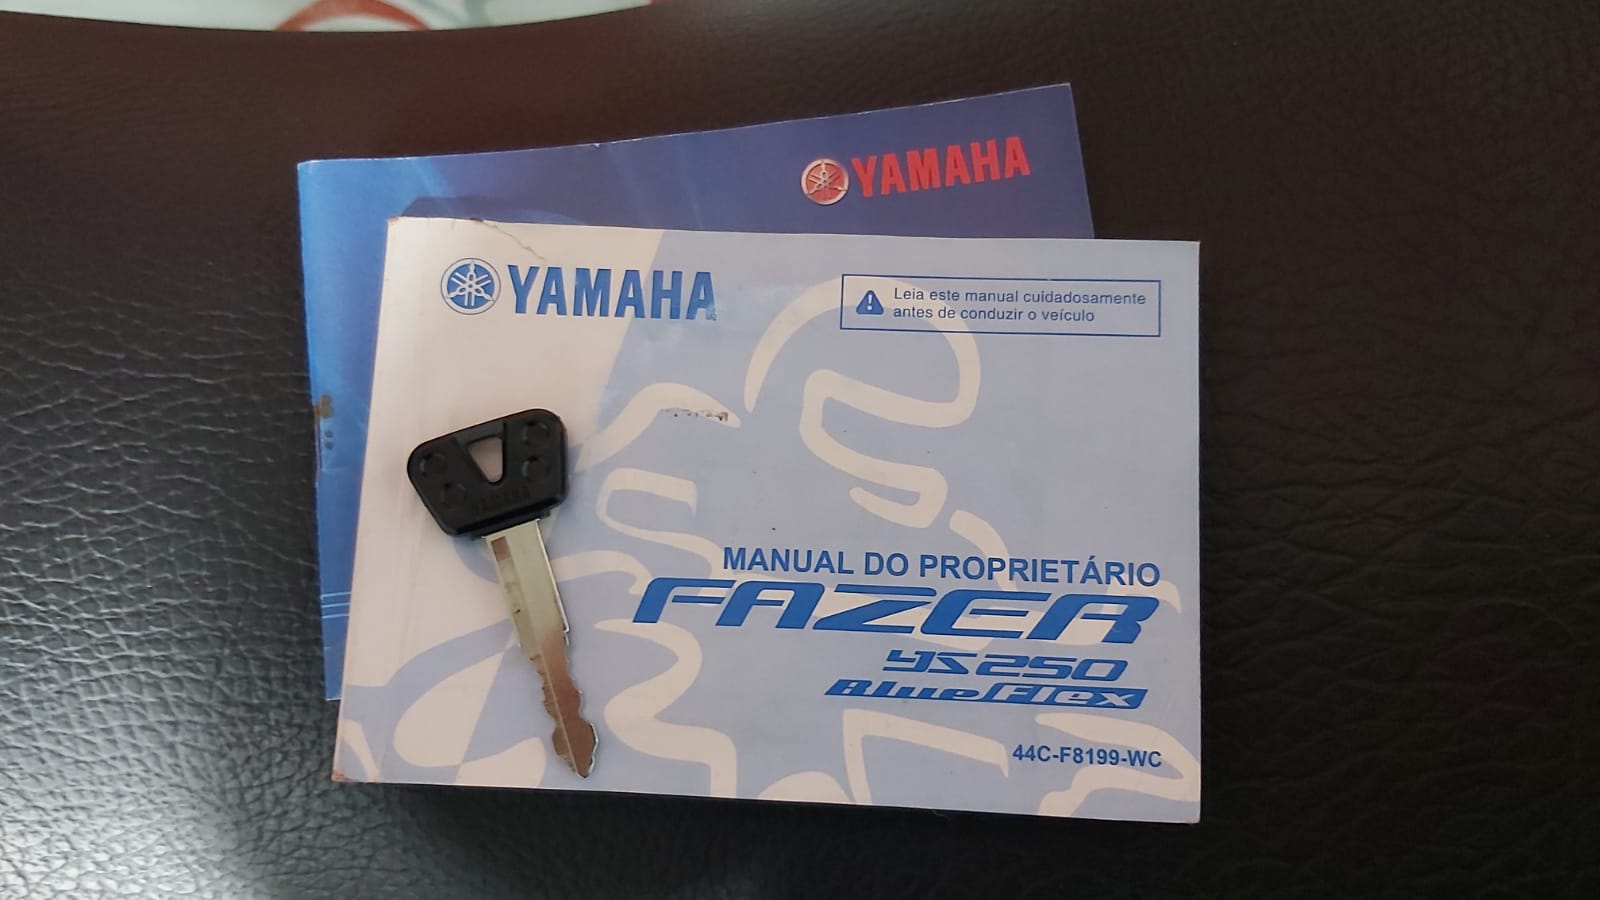 YAMAHA
YAMAHA
Leia este manual cuidadosamente
antes de conduzir o veículo
YAMAHA
MANUAL DO PROPRIETÁRIO
FAZER
YS250
BlueFlex
44C-F8199-WC